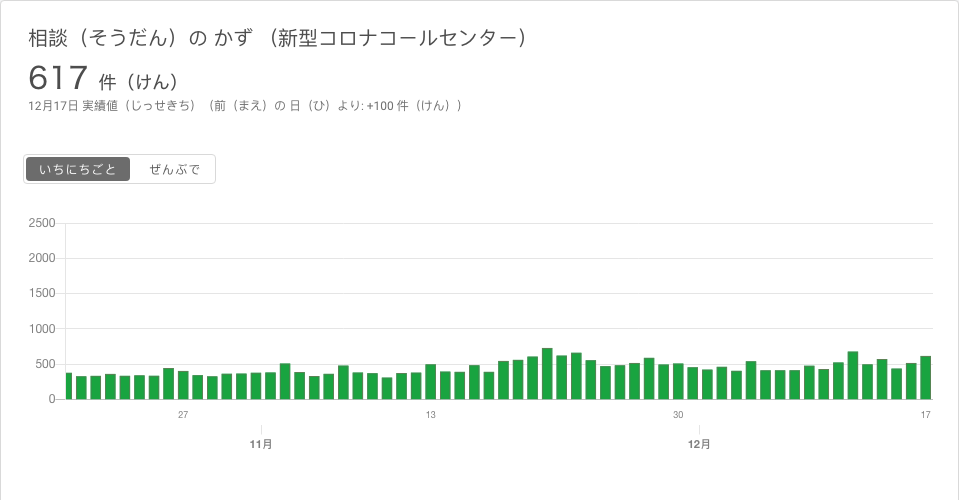 相談（そうだん）の かず （新型コロナコールセンター）
617 件（けん）
12月17日 実績値（じっせきち）（前（まえ）の 日（ひ）より: +100 件（けん））
いちにちごと ぜんぶで
2500
2000
1500
1000
500
0
27 13 30 17
11月 12月